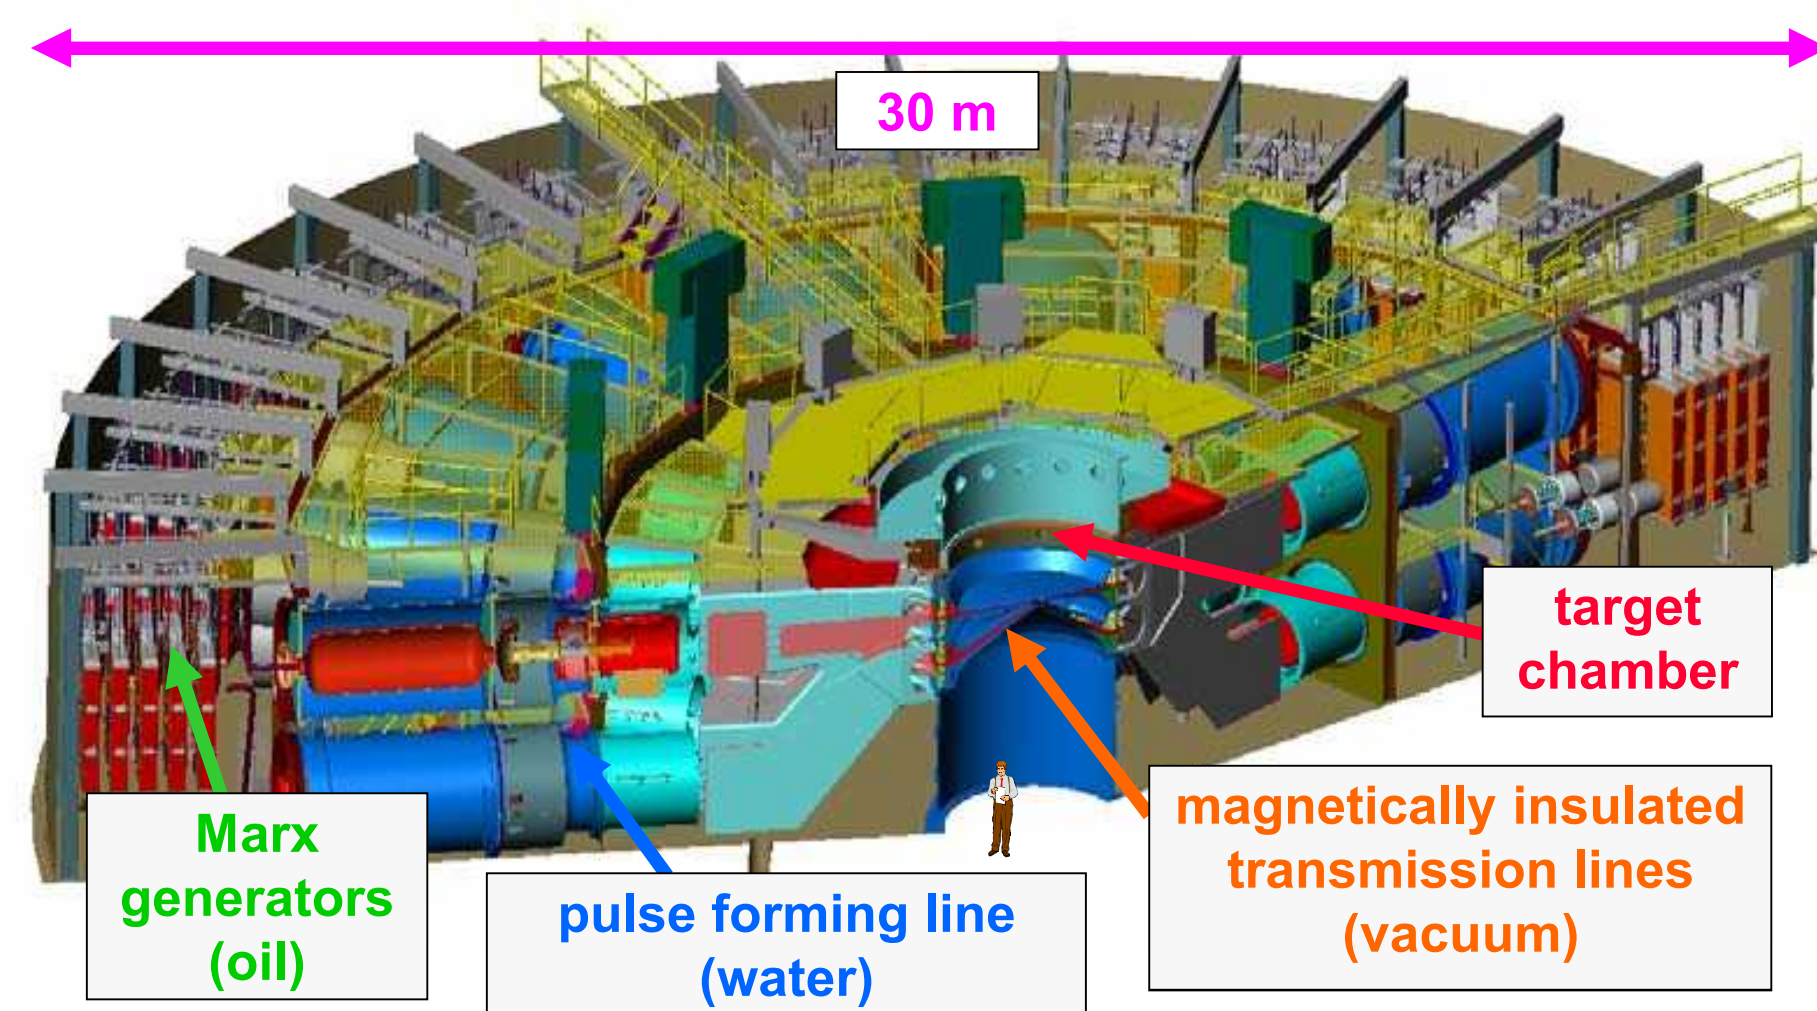 30 m
target
chamber
Marx
generators
(oil)
pulse forming line
(water)
magnetically insulated
transmission lines
(vacuum)